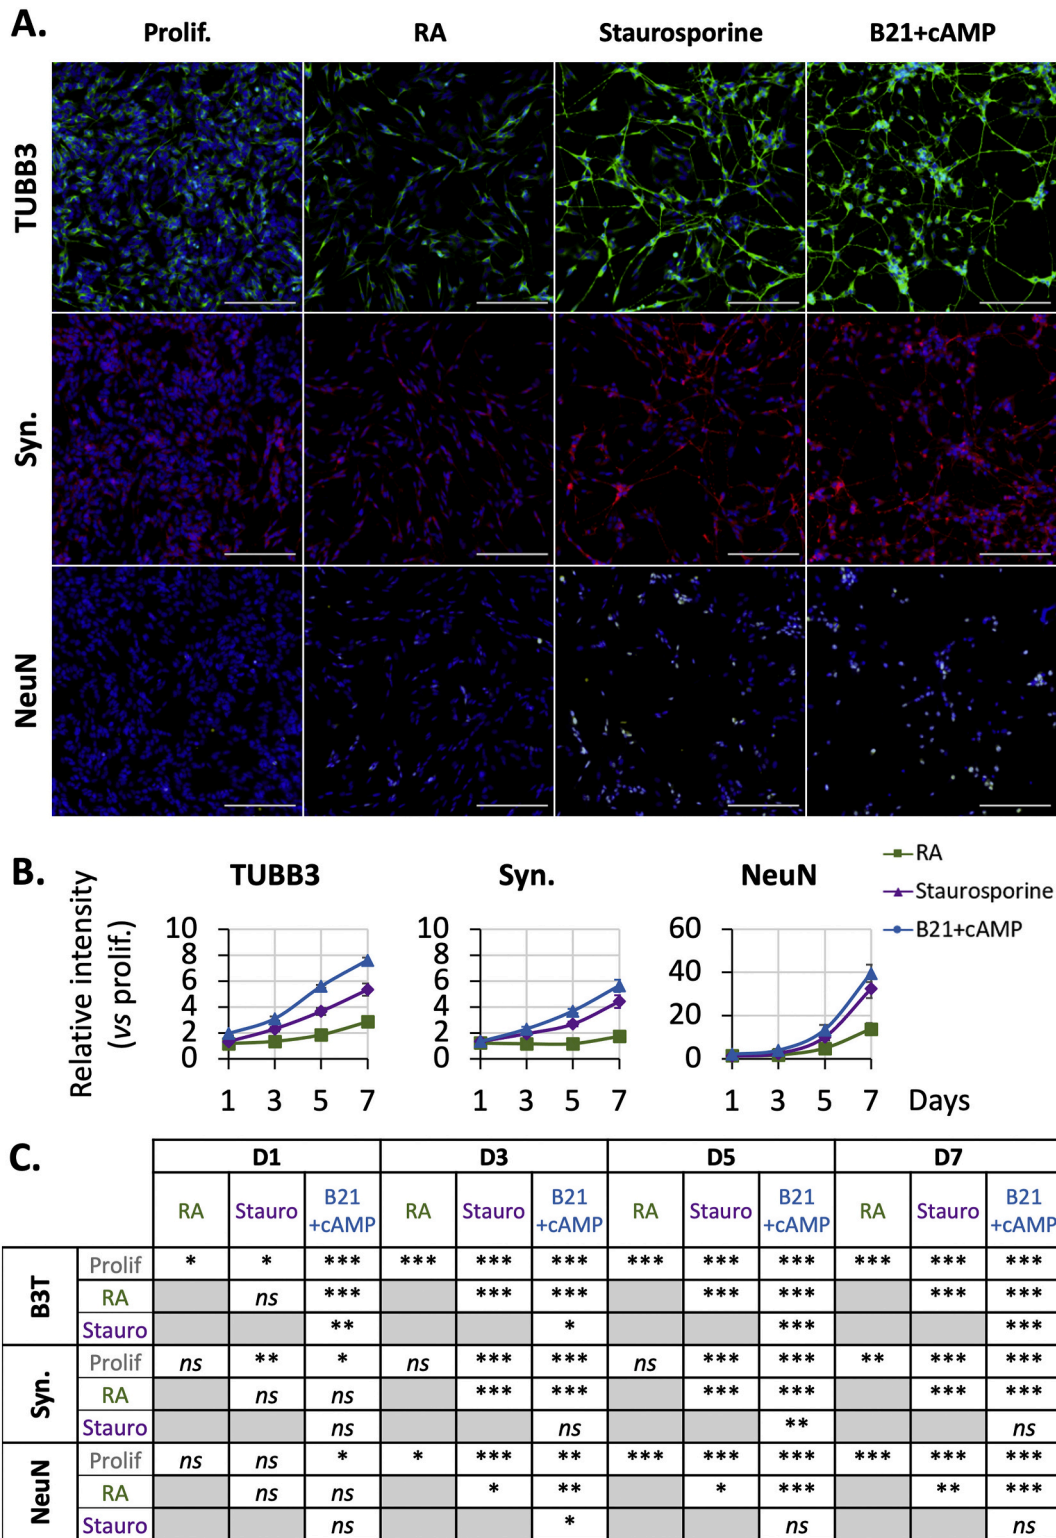 A.
Prolif. RA Staurosporine B21+cAMP
TUBB3
Syn.
NeuN
B.
Relative intensity
(vs prolif.)
TUBB3 Syn. NeuN
RA
Staurosporine
B21+cAMP
10 10 60
8 8
6 6 40
4 4 20
2 2
0 0 0
1 3 5 7 1 3 5 7 1 3 5 7 Days
C.
D1 D3 D5 D7
RA Stauro B21 +cAMP RA Stauro B21 +cAMP RA Stauro B21 +cAMP RA Stauro B21 +cAMP
B3T
Prolif * * *** *** *** *** *** *** *** *** *** ***
RA ns *** *** *** *** *** *** ***
Stauro ** * *** ***
Syn.
Prolif ns ** * ns *** *** ns *** *** ** *** ***
RA ns ns *** *** *** *** *** ***
Stauro ns ns ** ns
NeuN
Prolif ns ns * * *** ** *** *** *** *** *** ***
RA ns ns * ** * *** ** ***
Stauro ns * ns ns